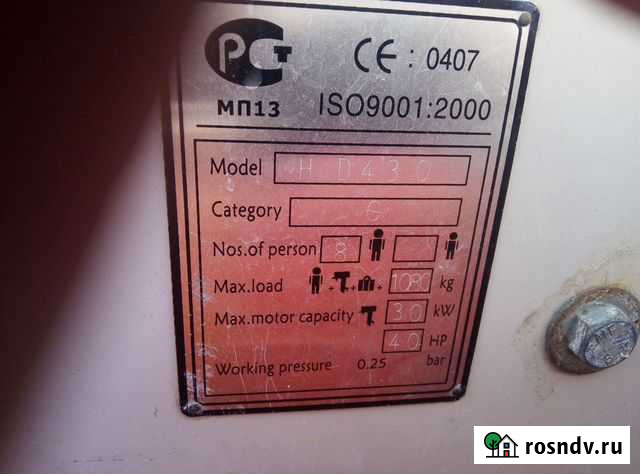 РСТ CE : 0407
МП13 ISO9001:2000
Model HD430
Category C
Nos.of person 8
Max.load 1080 kg
Max.motor capacity 30 kW
40 HP
Working pressure 0.25 bar
rosndv.ru